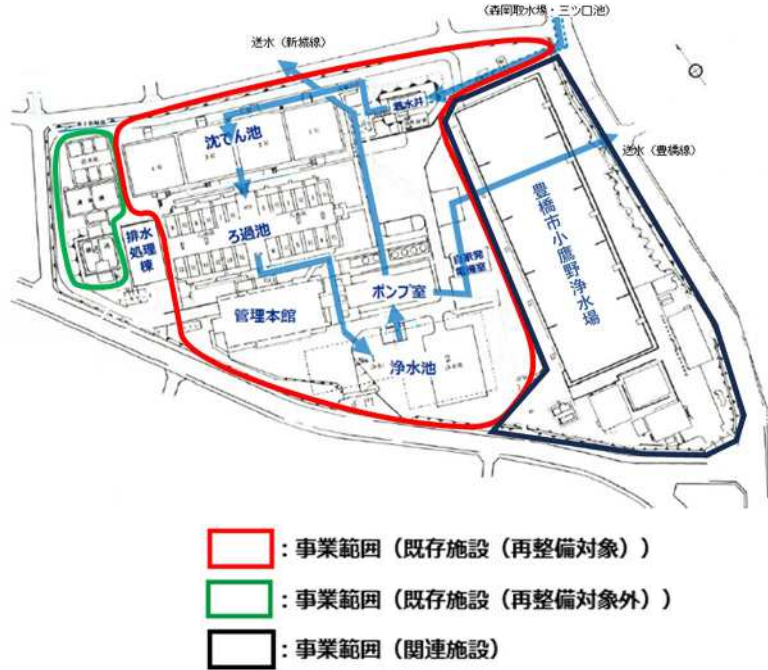 (森岡取水場・三ツ口池)
送水(新城線)
着水井
沈でん池
送水(豊橋線)
ろ過池
排水
処理
棟
自家発
電機室
豊橋市小鷹野浄水場
ポンプ室
管理本館
浄水池
:事業範囲(既存施設(再整備対象))
:事業範囲(既存施設(再整備対象外))
:事業範囲(関連施設)